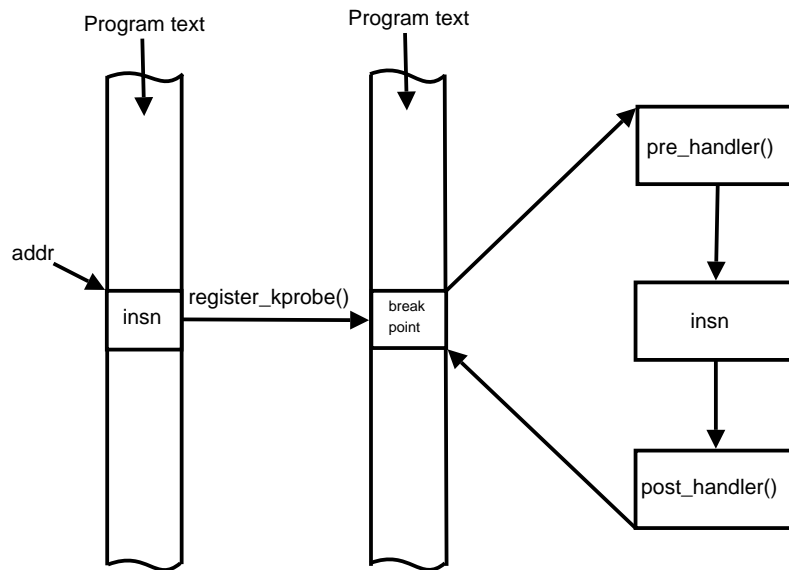 Program text
Program text
pre_handler()
addr
register_kprobe()
insn
break
point
insn
post_handler()